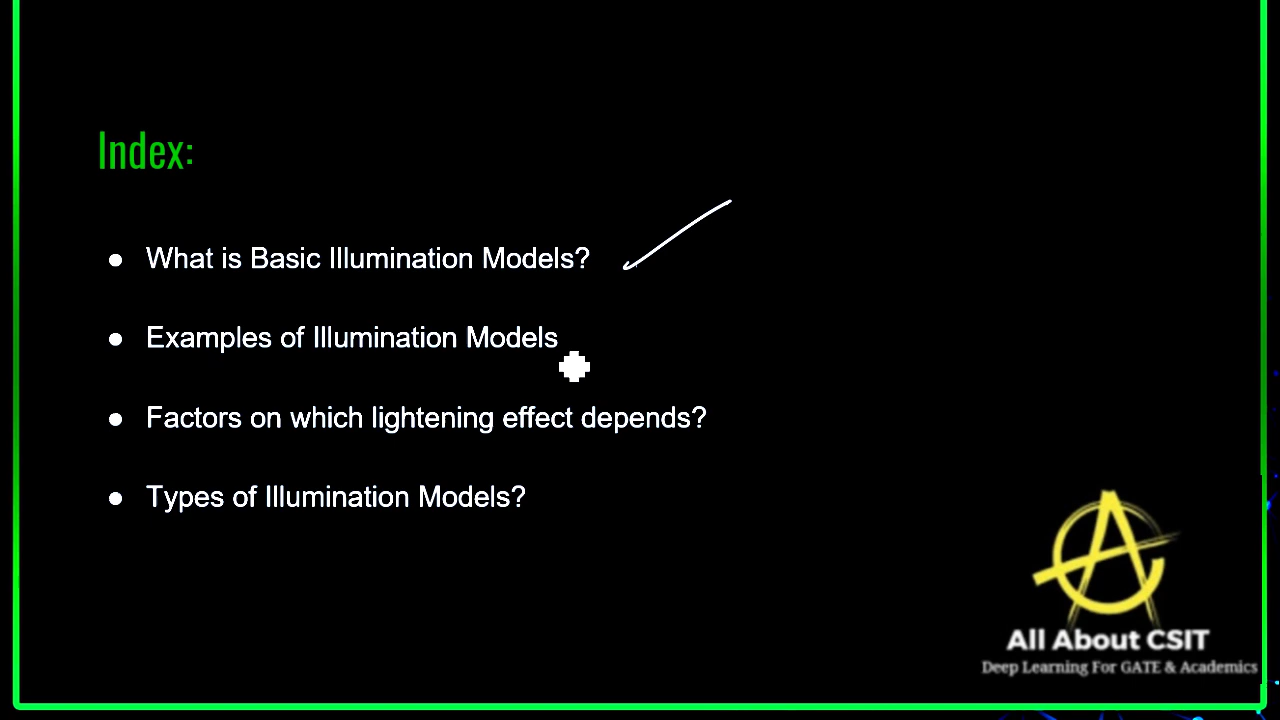 Index:
What is Basic Illumination Models?
Examples of Illumination Models
Factors on which lightening effect depends?
Types of Illumination Models?
All About CSIT
Deep Learning For GATE & Academics